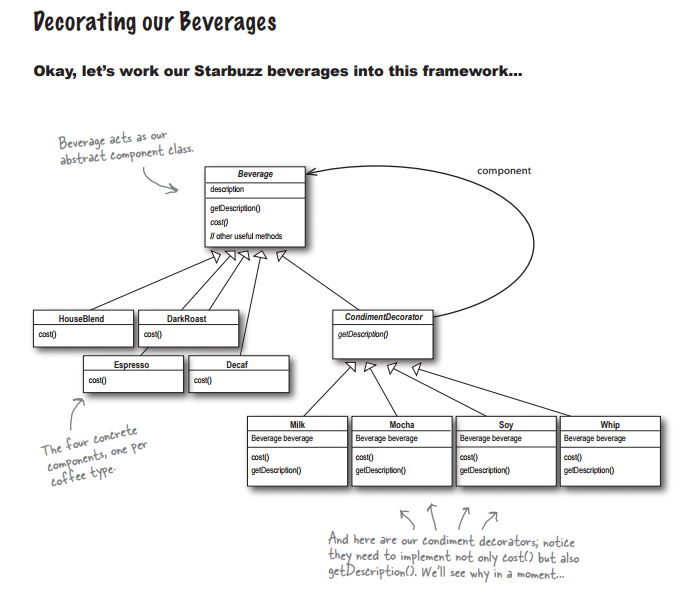 Decorating our Beverages
Okay, let's work our Starbuzz beverages into this framework...
Beverage acts as our
abstract component class.
component
Beverage
description
getDescription()
cost()
// other useful methods
HouseBlend
cost()
DarkRoast
cost()
CondimentDecorator
getDescription()
Espresso
cost()
Decaf
cost()
The four concrete
components, one per
coffee type.
Milk
Beverage beverage
cost()
getDescription()
Mocha
Beverage beverage
cost()
getDescription()
Soy
Beverage beverage
cost()
getDescription()
Whip
Beverage beverage
cost()
getDescription()
And here are our condiment decorators; notice
they need to implement not only cost() but also
getDescription(). We'll see why in a moment...